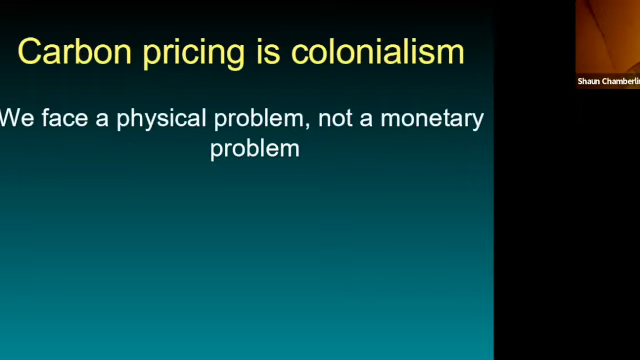 Carbon pricing is colonialism
We face a physical problem, not a monetary
problem
Shaun Chamberlin